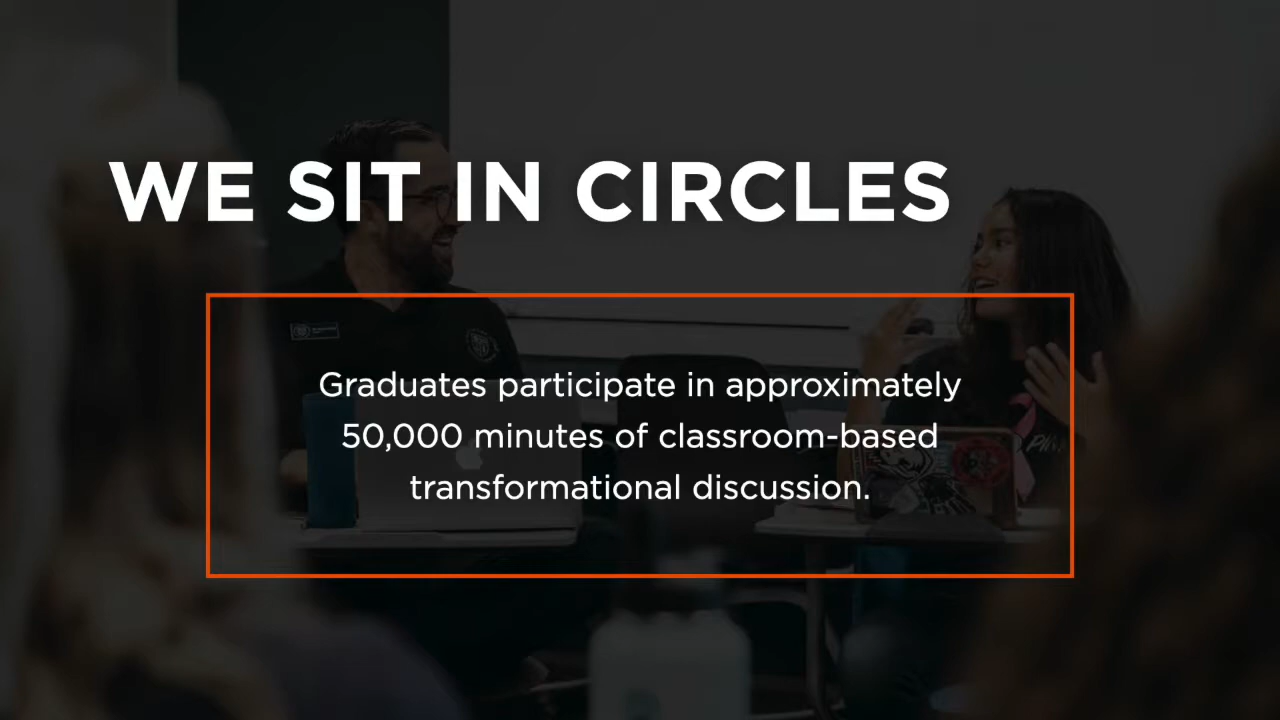 WE SIT IN CIRCLES
Graduates participate in approximately
50,000 minutes of classroom-based
transformational discussion.